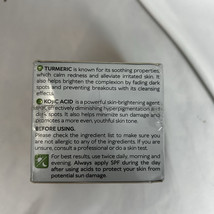 TURMERIC is known for its soothing properties,
which calm redness and alleviate irritated skin. It
also helps brighten the complexion by fading dark
spots and preventing breakouts with its cleansing
effects.
KOJIC ACID is a powerful skin-brightening agent
effectively diminishing hyperpigmentation and
t. It also helps minimize sun damage and
promotes a more even, youthful skin tone.
BEFORE USING:
Please check the ingredient list to make sure you
are not allergic to any of the ingredients. If you
unsure, consult a professional or do a skin test.
For best results, use twice daily, morning and
evening. Always apply SPF during the day
after using acids to protect your skin from
potential sun damage.